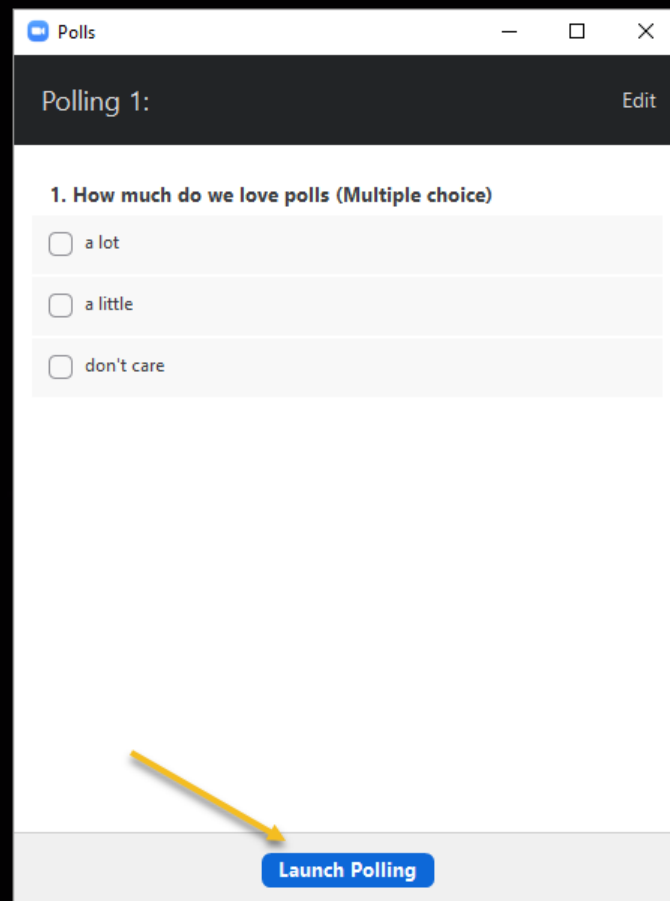 Polls
Polling 1:
Edit
1. How much do we love polls (Multiple choice)
a lot
a little
don't care
Launch Polling